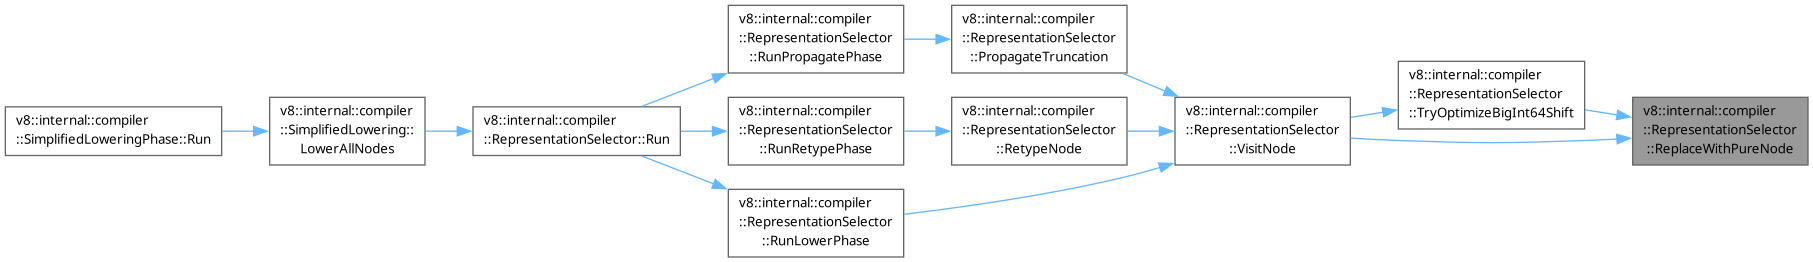 v8::internal::compiler
::SimplifiedLoweringPhase::Run
v8::internal::compiler
::SimplifiedLowering::
LowerAllNodes
v8::internal::compiler
::RepresentationSelector::Run
v8::internal::compiler
::RepresentationSelector
::RunPropagatePhase
v8::internal::compiler
::RepresentationSelector
::RunRetypePhase
v8::internal::compiler
::RepresentationSelector
::RunLowerPhase
v8::internal::compiler
::RepresentationSelector
::PropagateTruncation
v8::internal::compiler
::RepresentationSelector
::RetypeNode
v8::internal::compiler
::RepresentationSelector
::VisitNode
v8::internal::compiler
::RepresentationSelector
::TryOptimizeBigInt64Shift
v8::internal::compiler
::RepresentationSelector
::ReplaceWithPureNode